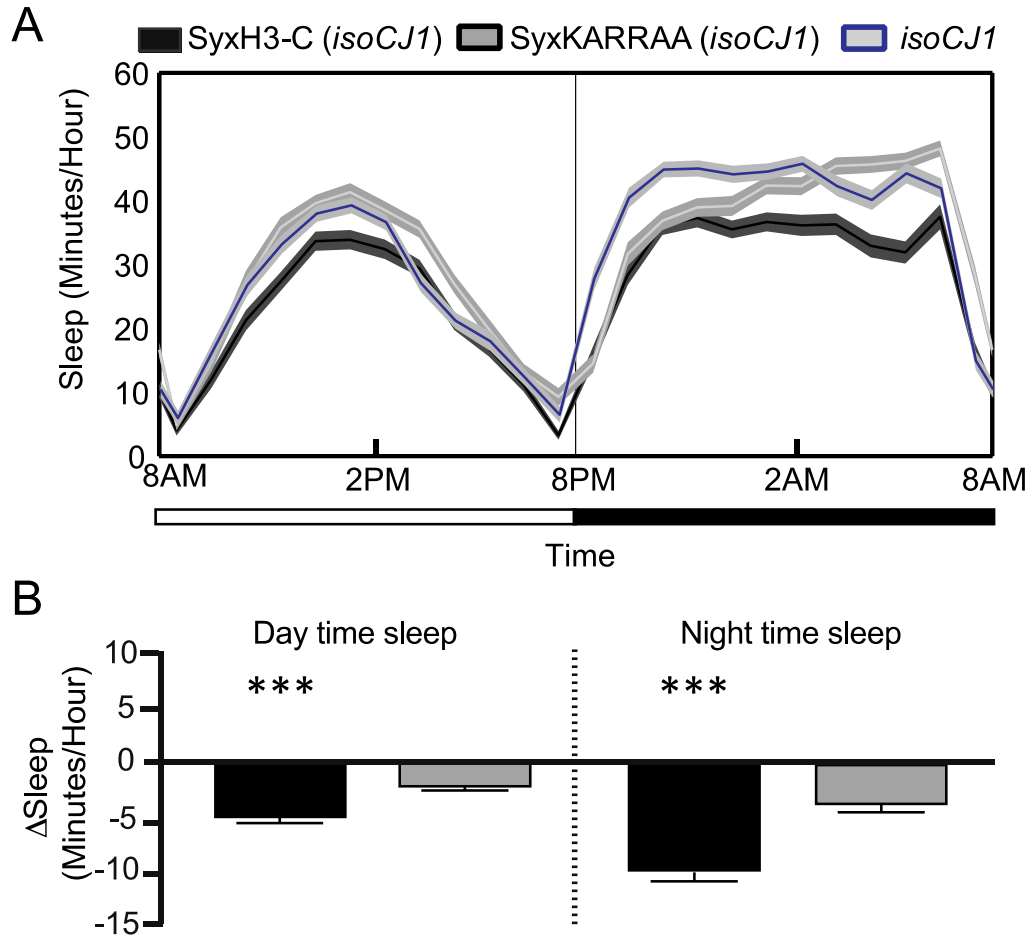 A
SyxH3-C (isoCJ1) SyxKARRAA (isoCJ1) isoCJ1
Sleep (Minutes/Hour)
60
50
40
30
20
10
0
8AM 2PM 8PM 2AM 8AM
Time
B
Day time sleep Night time sleep
ΔSleep
(Minutes/Hour)
10
5
0
-5
-10
-15
*** ***